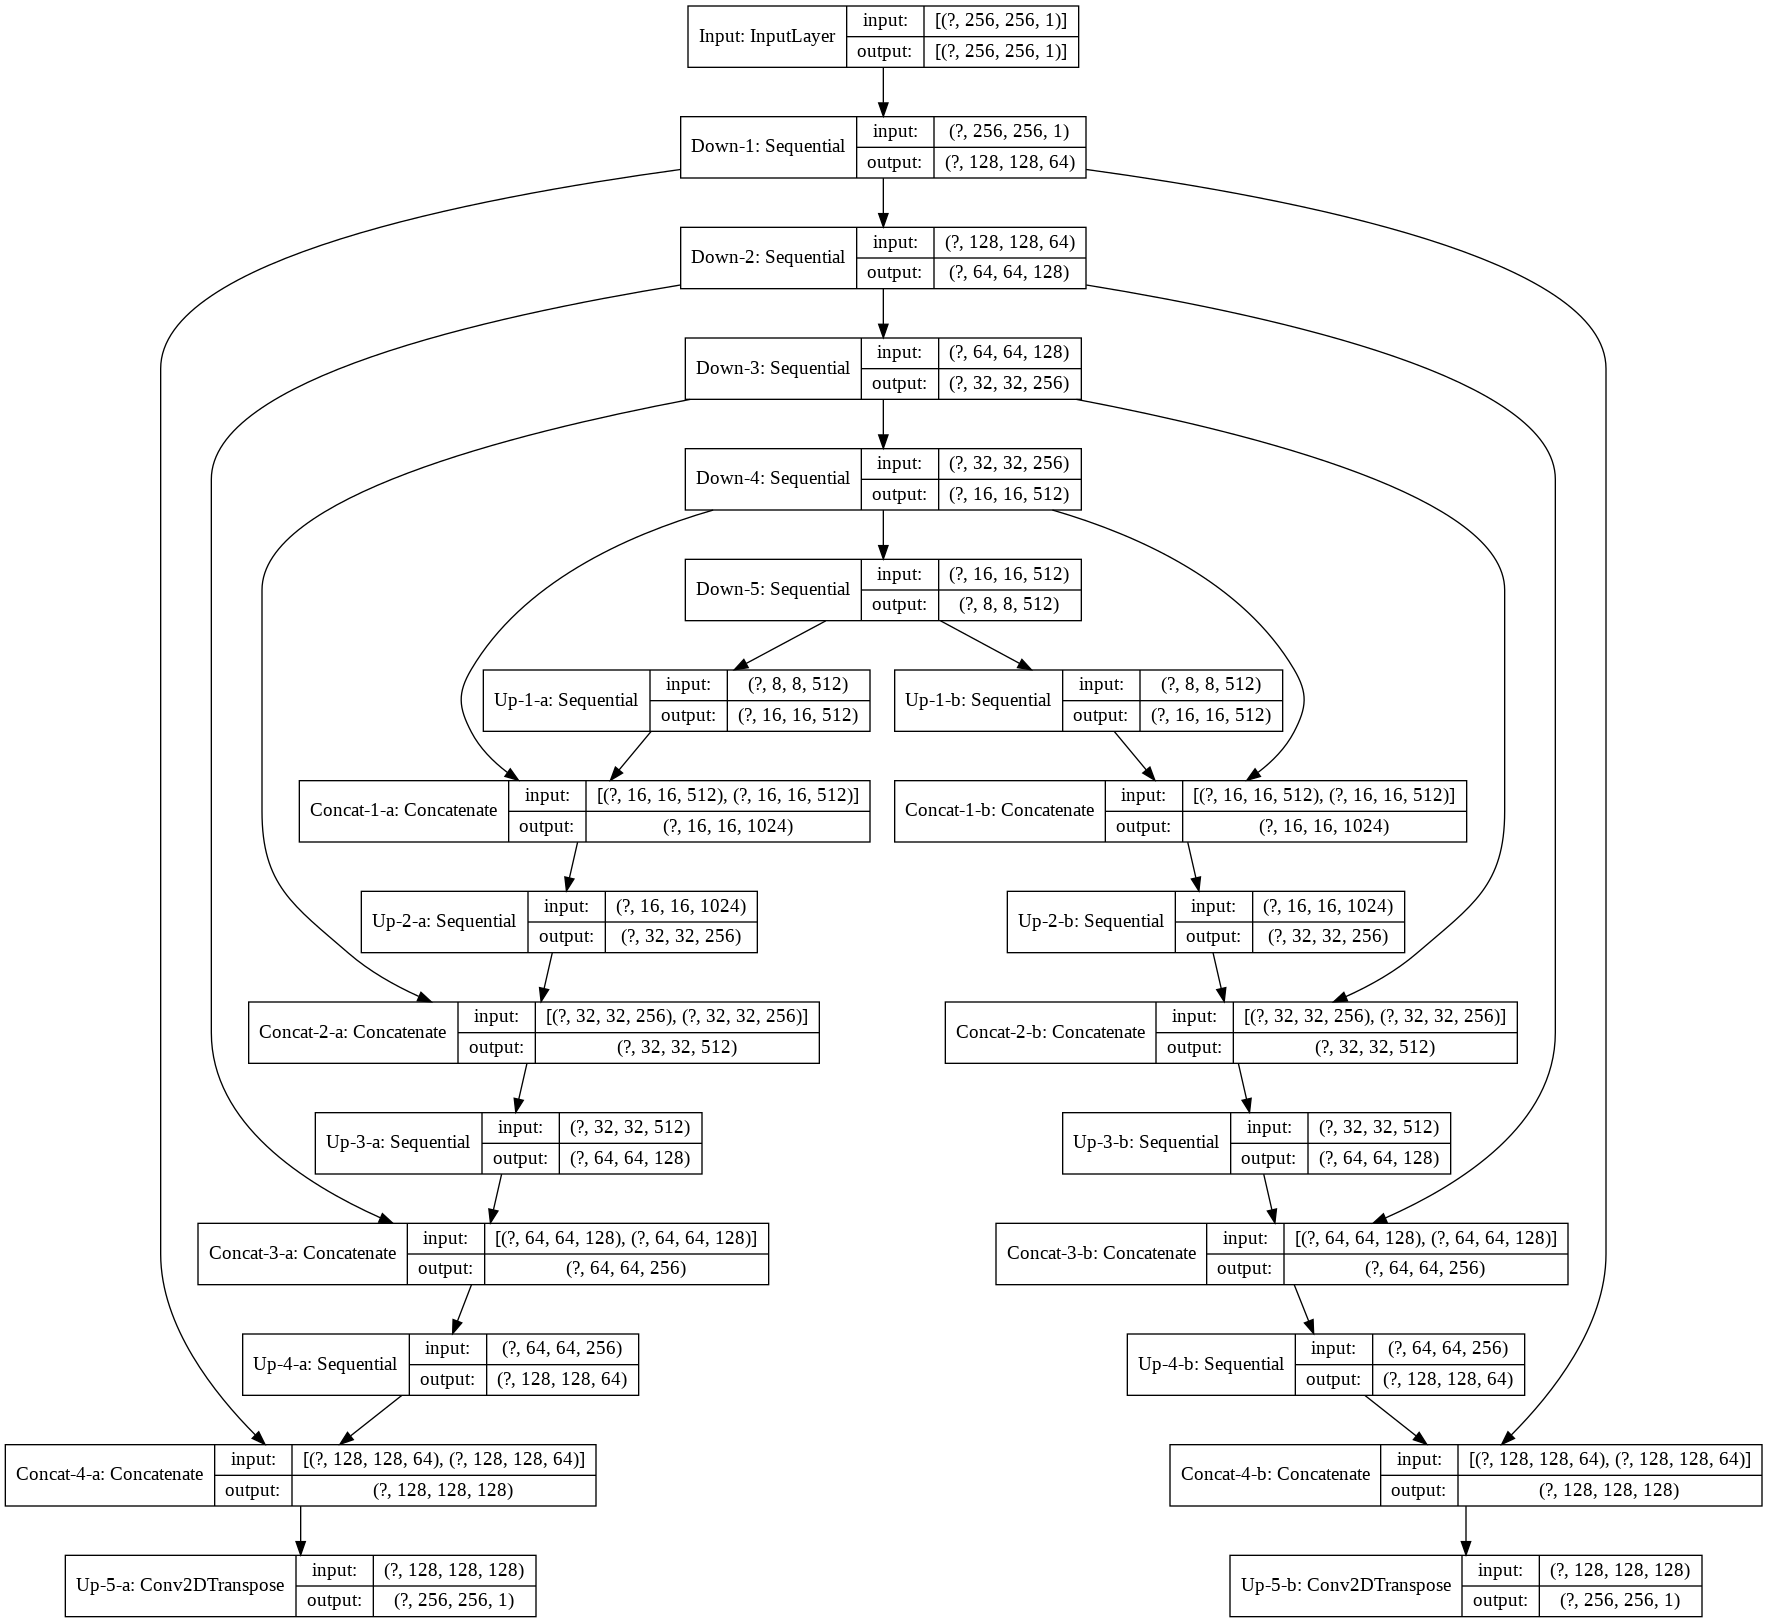 Input: InputLayer
input: [(?, 256, 256, 1)]
output: [(?, 256, 256, 1)]
Down-1: Sequential
input: (?, 256, 256, 1)
output: (?, 128, 128, 64)
Down-2: Sequential
input: (?, 128, 128, 64)
output: (?, 64, 64, 128)
Down-3: Sequential
input: (?, 64, 64, 128)
output: (?, 32, 32, 256)
Down-4: Sequential
input: (?, 32, 32, 256)
output: (?, 16, 16, 512)
Down-5: Sequential
input: (?, 16, 16, 512)
output: (?, 8, 8, 512)
Up-1-a: Sequential
input: (?, 8, 8, 512)
output: (?, 16, 16, 512)
Up-1-b: Sequential
input: (?, 8, 8, 512)
output: (?, 16, 16, 512)
Concat-1-a: Concatenate
input: [(?, 16, 16, 512), (?, 16, 16, 512)]
output: (?, 16, 16, 1024)
Concat-1-b: Concatenate
input: [(?, 16, 16, 512), (?, 16, 16, 512)]
output: (?, 16, 16, 1024)
Up-2-a: Sequential
input: (?, 16, 16, 1024)
output: (?, 32, 32, 256)
Up-2-b: Sequential
input: (?, 16, 16, 1024)
output: (?, 32, 32, 256)
Concat-2-a: Concatenate
input: [(?, 32, 32, 256), (?, 32, 32, 256)]
output: (?, 32, 32, 512)
Concat-2-b: Concatenate
input: [(?, 32, 32, 256), (?, 32, 32, 256)]
output: (?, 32, 32, 512)
Up-3-a: Sequential
input: (?, 32, 32, 512)
output: (?, 64, 64, 128)
Up-3-b: Sequential
input: (?, 32, 32, 512)
output: (?, 64, 64, 128)
Concat-3-a: Concatenate
input: [(?, 64, 64, 128), (?, 64, 64, 128)]
output: (?, 64, 64, 256)
Concat-3-b: Concatenate
input: [(?, 64, 64, 128), (?, 64, 64, 128)]
output: (?, 64, 64, 256)
Up-4-a: Sequential
input: (?, 64, 64, 256)
output: (?, 128, 128, 64)
Up-4-b: Sequential
input: (?, 64, 64, 256)
output: (?, 128, 128, 64)
Concat-4-a: Concatenate
input: [(?, 128, 128, 64), (?, 128, 128, 64)]
output: (?, 128, 128, 128)
Concat-4-b: Concatenate
input: [(?, 128, 128, 64), (?, 128, 128, 64)]
output: (?, 128, 128, 128)
Up-5-a: Conv2DTranspose
input: (?, 128, 128, 128)
output: (?, 256, 256, 1)
Up-5-b: Conv2DTranspose
input: (?, 128, 128, 128)
output: (?, 256, 256, 1)